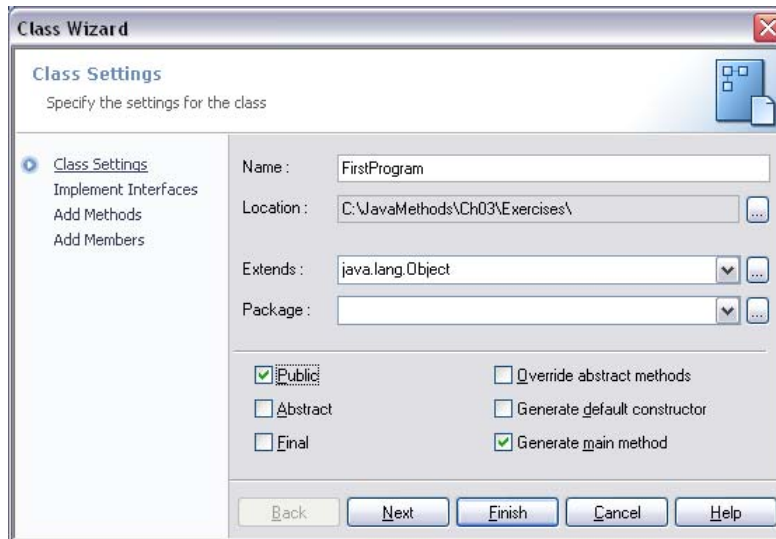 Class Wizard
Class Settings
Specify the settings for the class
Class Settings
Implement Interfaces
Add Methods
Add Members
Name : FirstProgram
Location : C:\JavaMethods\Ch03\Exercises\ ...
Extends : java.lang.Object ...
Package : ...
Public
Override abstract methods
Abstract
Generate default constructor
Final
Generate main method
Back Next Finish Cancel Help